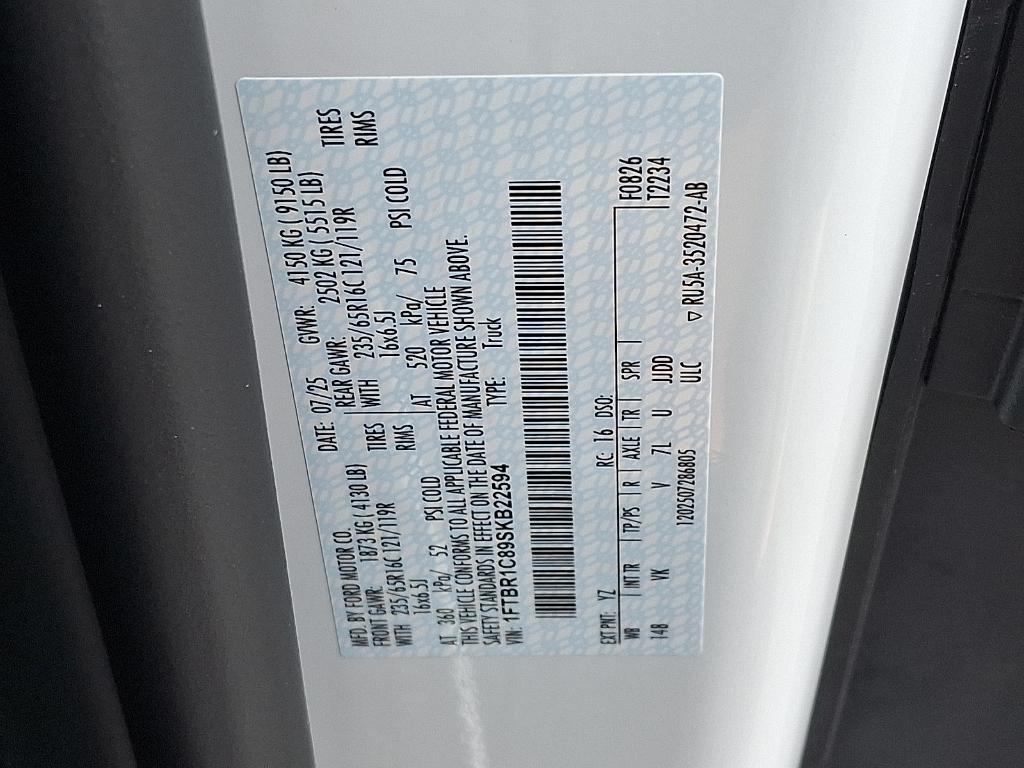 MFD. BY FORD MOTOR CO. DATE: 07/25 GVWR: 4150 KG ( 9150 LB)
FRONT GAWR: 1873 KG ( 4130 LB) REAR GAWR: 2502 KG ( 5515 LB)
WITH 235/65R16C 121/119R TIRES WITH 235/65R16C 121/119R TIRES
16x6.5J RIMS 16x6.5J RIMS
AT 360 kPa/ 52 PSI COLD AT 520 kPa/ 75 PSI COLD
THIS VEHICLE CONFORMS TO ALL APPLICABLE FEDERAL MOTOR VEHICLE
SAFETY STANDARDS IN EFFECT ON THE DATE OF MANUFACTURE SHOWN ABOVE.
VIN: 1FTBR1C89SKB22594 TYPE: Truck
EXT PNT: YZ RC: 16 DSO: F0826
WB INT TR TP/PS R AXLE TR SPR T2234
148 VK V 7L U JJDD
1202507286805 ULC ▽ RU5A-3520472-AB